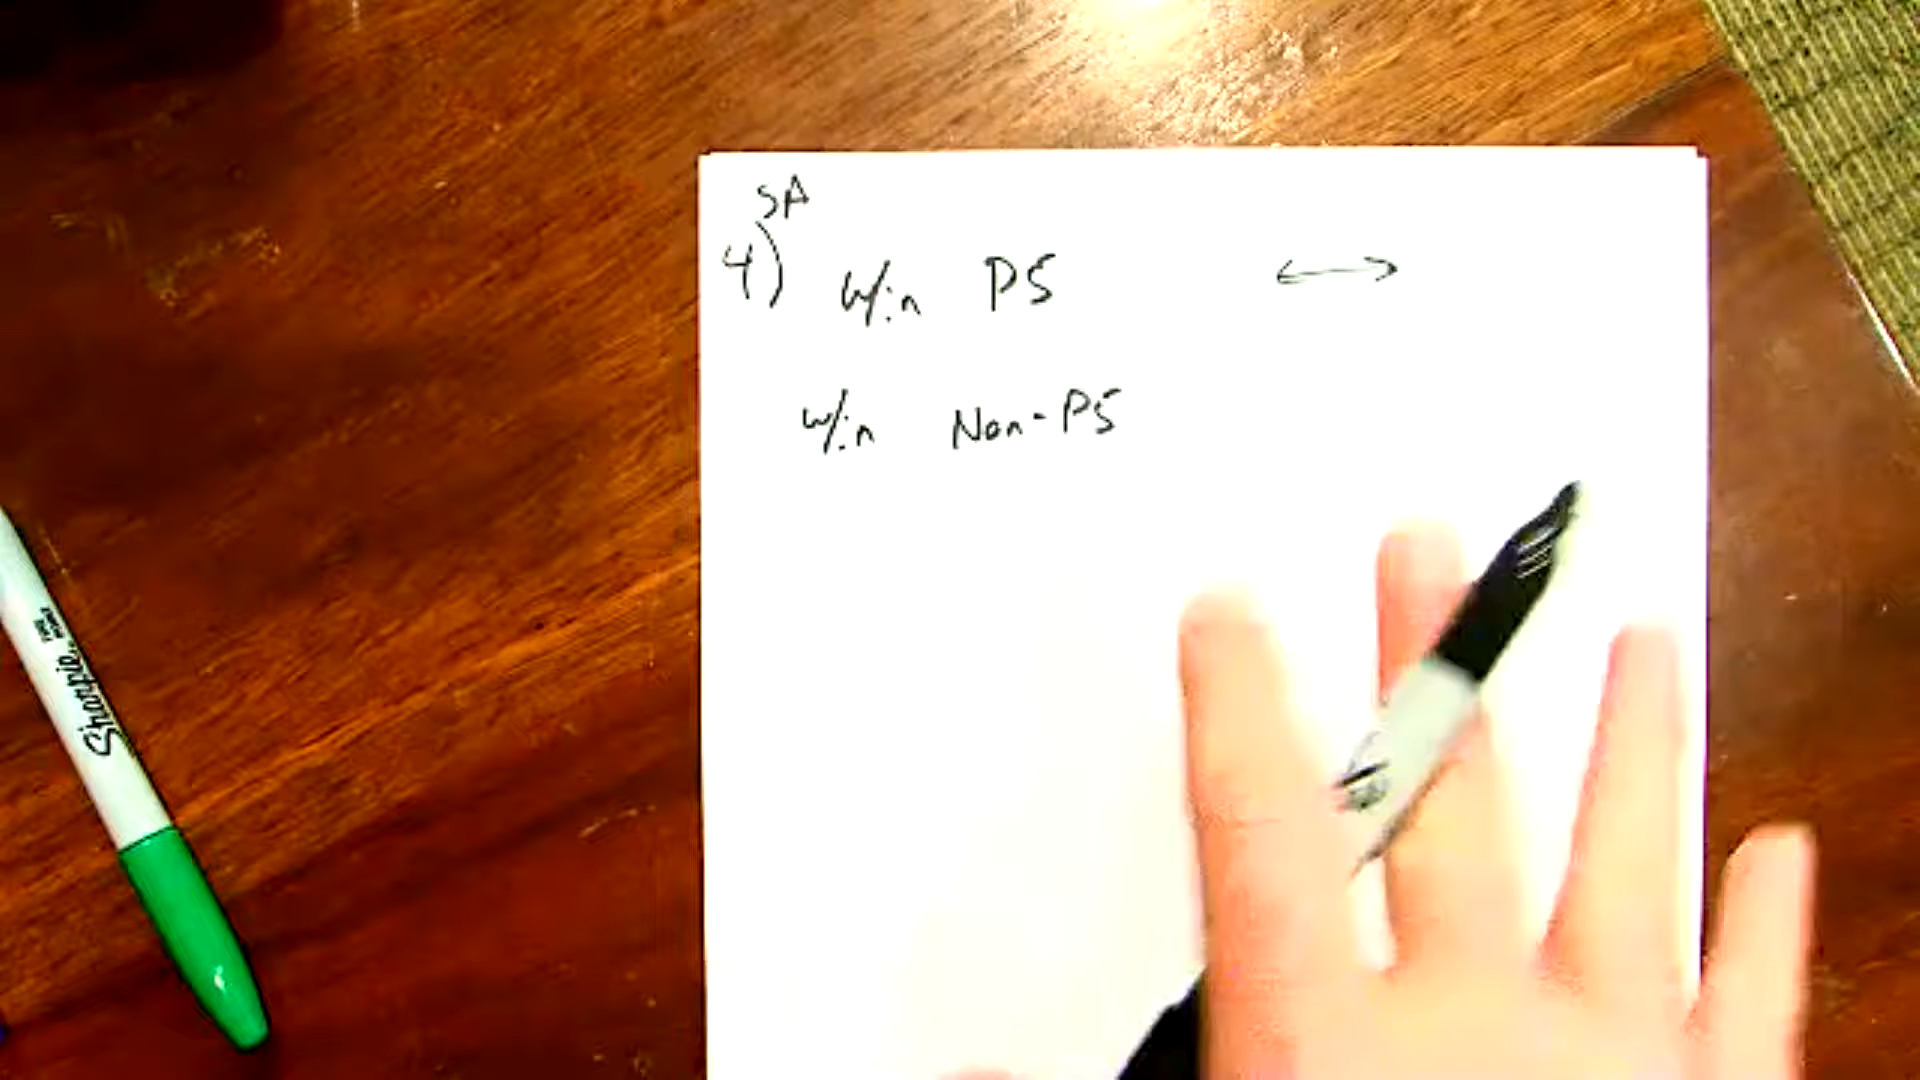 SA
4) w/in PS ↔
w/in Non-PS
Sharpie